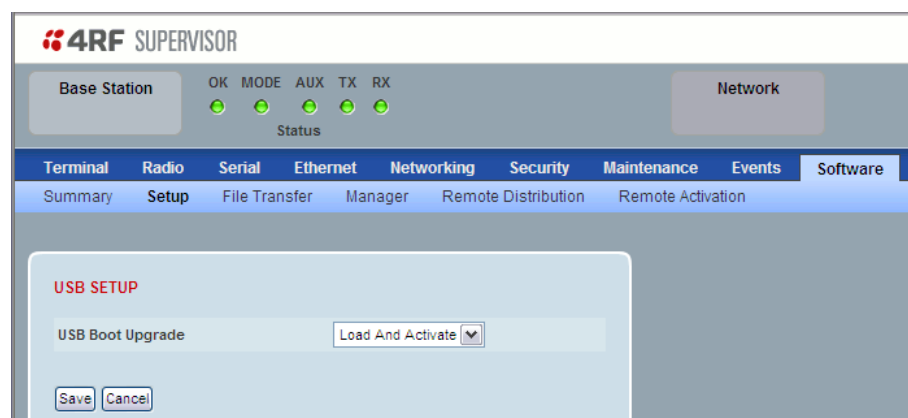 4RF SUPERVISOR
Base Station
OK MODE AUX TX RX
Status
Network
Terminal Radio Serial Ethernet Networking Security Maintenance Events Software
Summary Setup File Transfer Manager Remote Distribution Remote Activation
USB SETUP
USB Boot Upgrade Load And Activate
Save Cancel